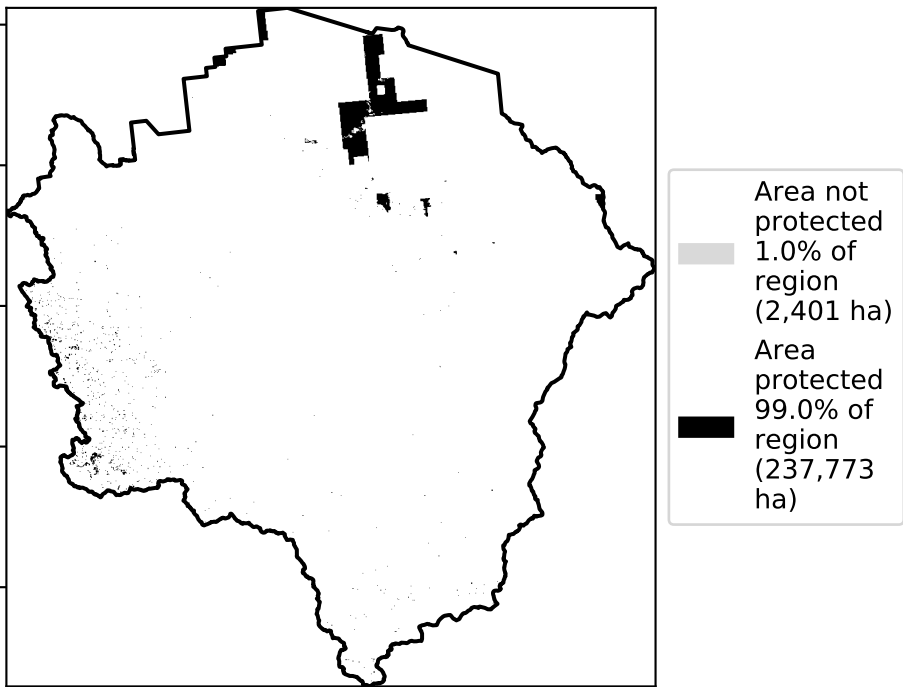 Area not
protected
1.0% of
region
(2,401 ha)
Area
protected
99.0% of
region
(237,773
ha)